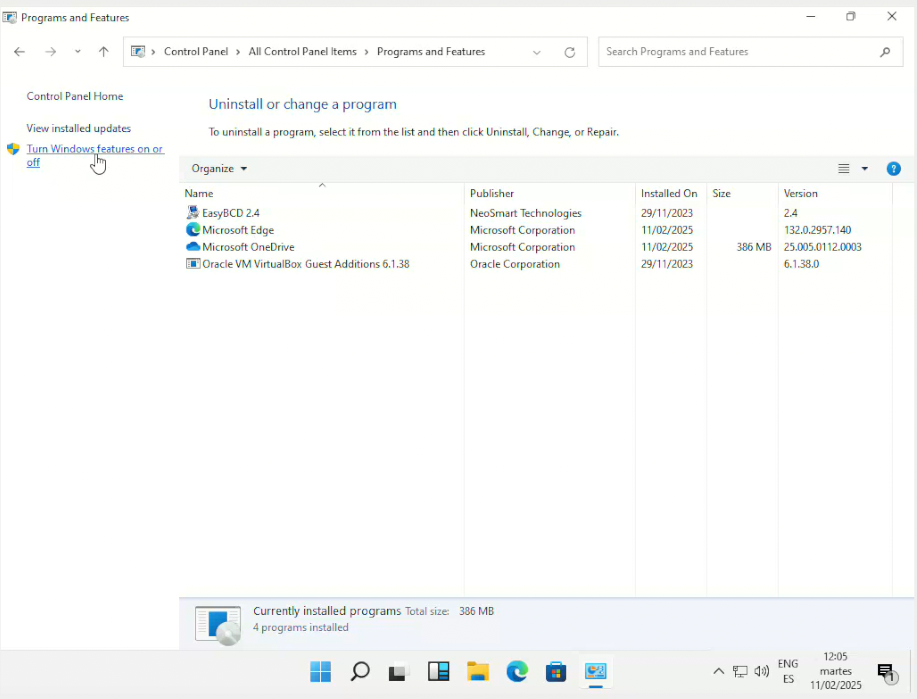 Programs and Features
Control Panel > All Control Panel Items > Programs and Features
Search Programs and Features
Control Panel Home
View installed updates
Turn Windows features on or
off
Uninstall or change a program
To uninstall a program, select it from the list and then click Uninstall, Change, or Repair.
Organize
Name Publisher Installed On Size Version
EasyBCD 2.4 NeoSmart Technologies 29/11/2023 2.4
Microsoft Edge Microsoft Corporation 11/02/2025 132.0.2957.140
Microsoft OneDrive Microsoft Corporation 11/02/2025 386 MB 25.005.0112.0003
Oracle VM VirtualBox Guest Additions 6.1.38 Oracle Corporation 29/11/2023 6.1.38.0
Currently installed programs Total size: 386 MB
4 programs installed
ENG
ES
12:05
martes
11/02/2025
1